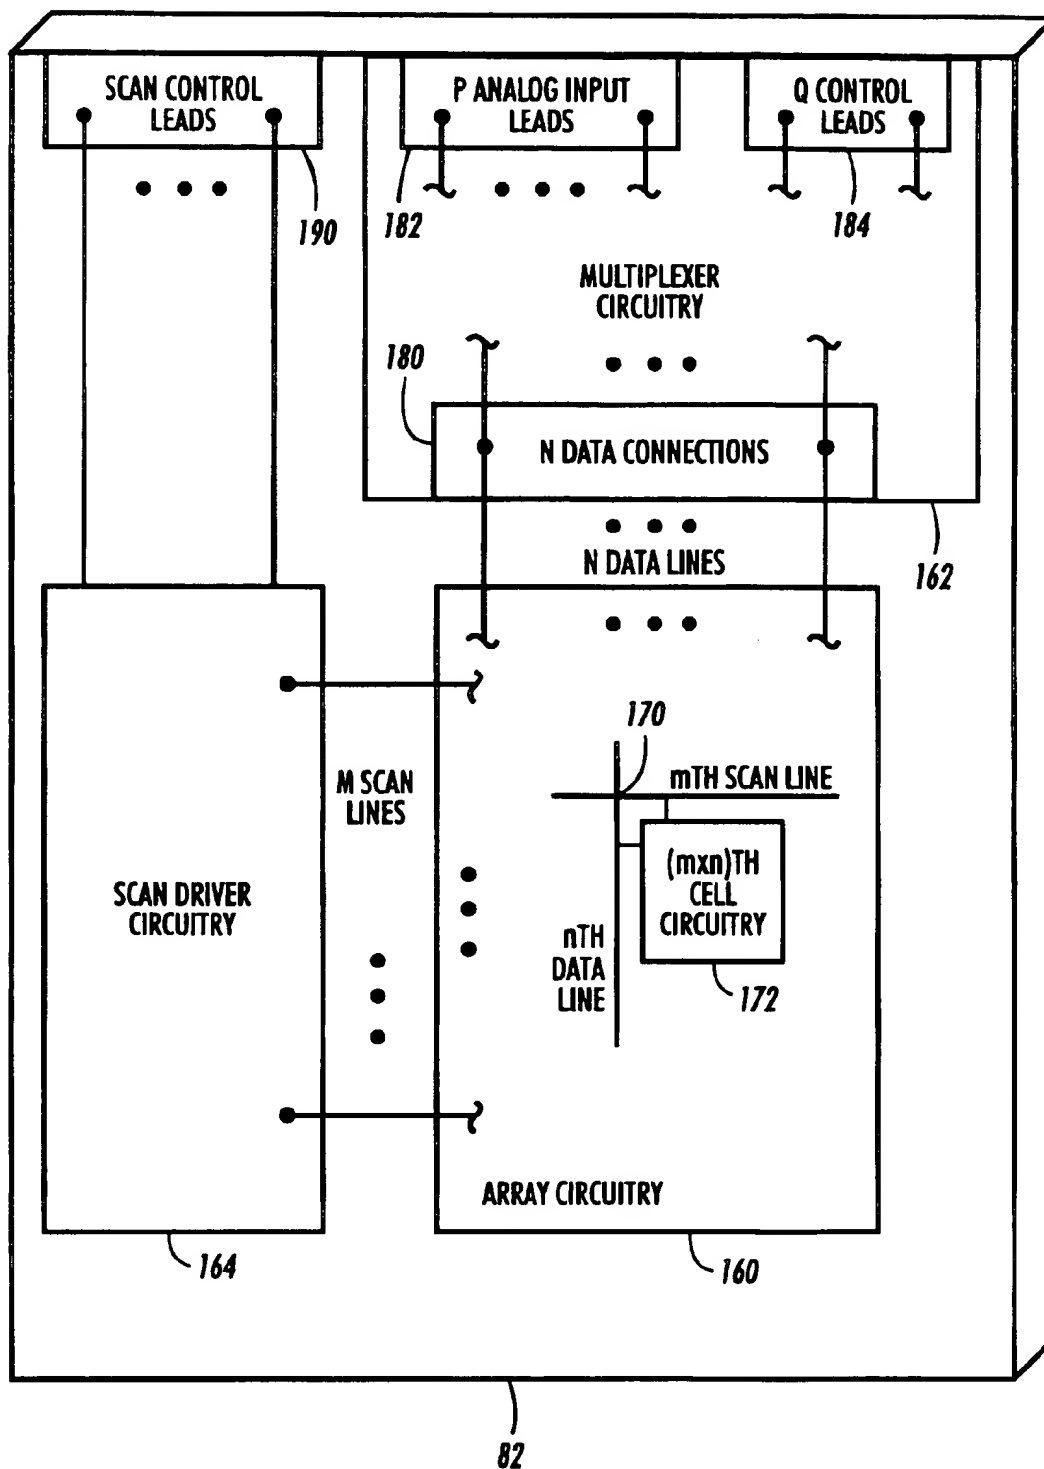 SCAN CONTROL
LEADS
P ANALOG INPUT
LEADS
Q CONTROL
LEADS
190
182
184
MULTIPLEXER
CIRCUITRY
180
N DATA CONNECTIONS
N DATA LINES
162
170
mTH SCAN LINE
M SCAN
LINES
(mxn)TH
CELL
CIRCUITRY
SCAN DRIVER
CIRCUITRY
nTH
DATA
LINE
172
ARRAY CIRCUITRY
164
160
82